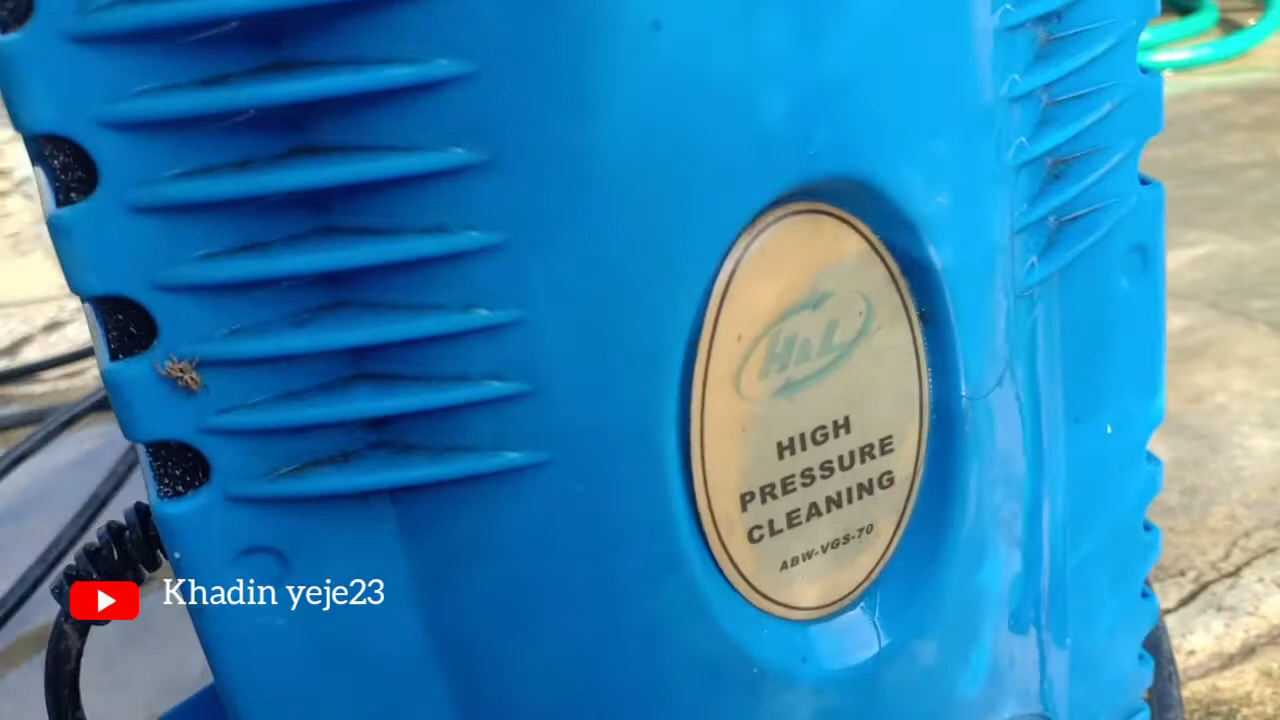 H&L
HIGH
PRESSURE
CLEANING
ABW-VGS-70
Khadin yeje23